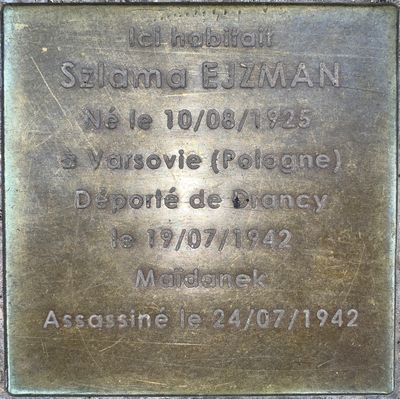 Ici habitait
Szlama EJZMAN
Né le 10/08/1925
à Varsovie (Pologne)
Déporté de Drancy
le 19/07/1942
Maïdanek
Assassiné le 24/07/1942